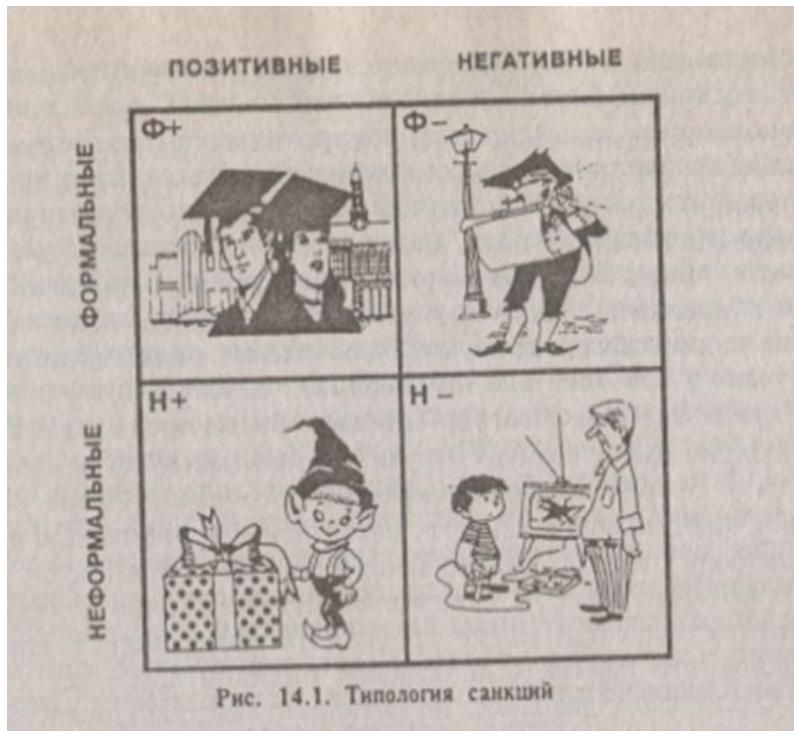 ПОЗИТИВНЫЕ
НЕГАТИВНЫЕ
ФОРМАЛЬНЫЕ
Ф+
Ф−
НЕФОРМАЛЬНЫЕ
Н+
Н−
Рис. 14.1. Типология санкций